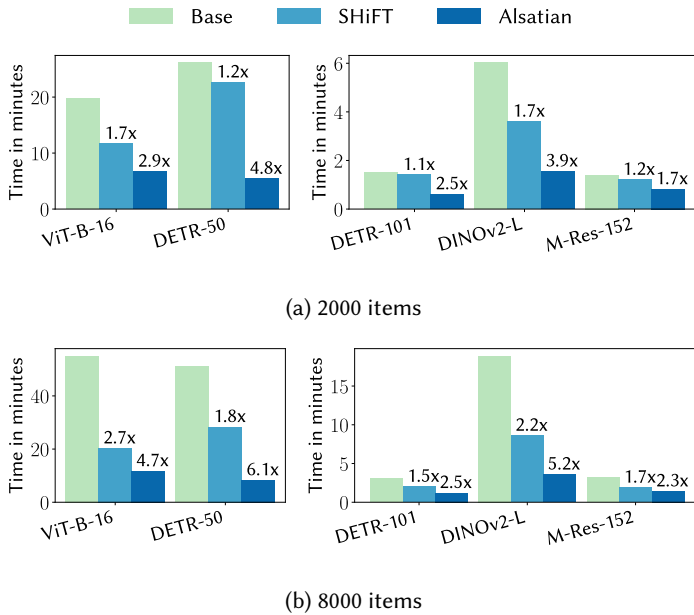 Base SHiFT Alsatian
Time in minutes
20
10
0
1.7x
2.9x
1.2x
4.8x
ViT-B-16
DETR-50
Time in minutes
6
4
2
0
1.1x
2.5x
1.7x
3.9x
1.2x
1.7x
DETR-101
DINOv2-L
M-Res-152
(a) 2000 items
Time in minutes
40
20
0
2.7x
4.7x
1.8x
6.1x
ViT-B-16
DETR-50
Time in minutes
15
10
5
0
1.5x
2.5x
2.2x
5.2x
1.7x
2.3x
DETR-101
DINOv2-L
M-Res-152
(b) 8000 items